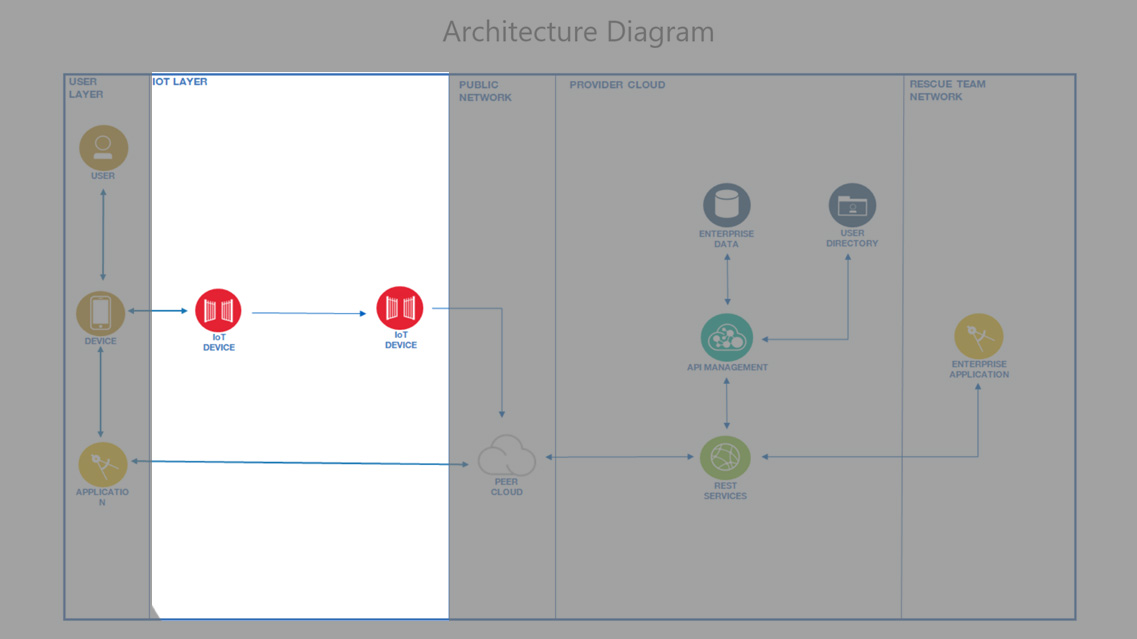 Architecture Diagram
USER
LAYER
IOT LAYER
PUBLIC
NETWORK
PROVIDER CLOUD
RESCUE TEAM
NETWORK
USER
DEVICE
APPLICATIO
N
IoT
DEVICE
IoT
DEVICE
PEER
CLOUD
ENTERPRISE
DATA
USER
DIRECTORY
API MANAGEMENT
REST
SERVICES
ENTERPRISE
APPLICATION